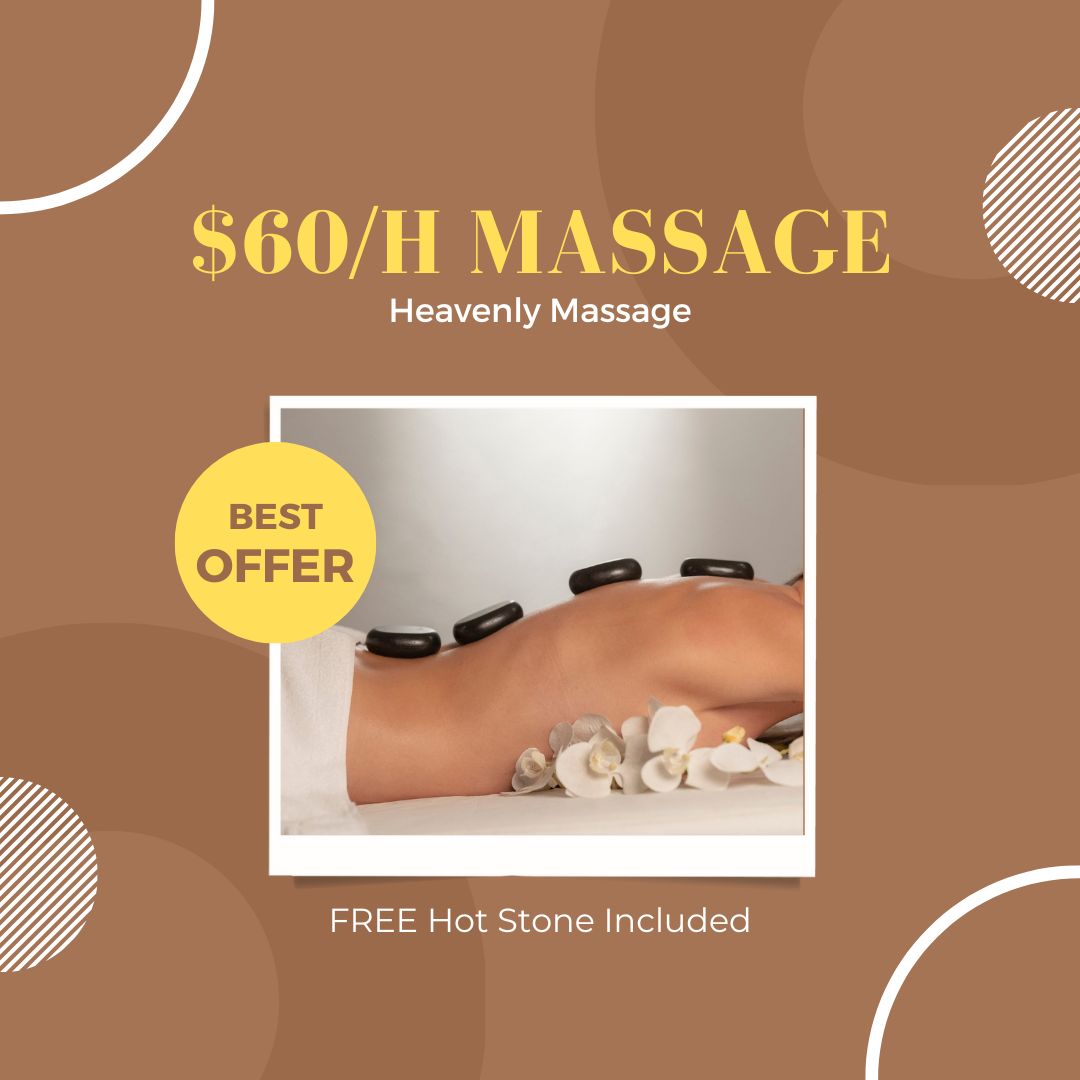 $60/H MASSAGE
Heavenly Massage
BEST
OFFER
FREE Hot Stone Included